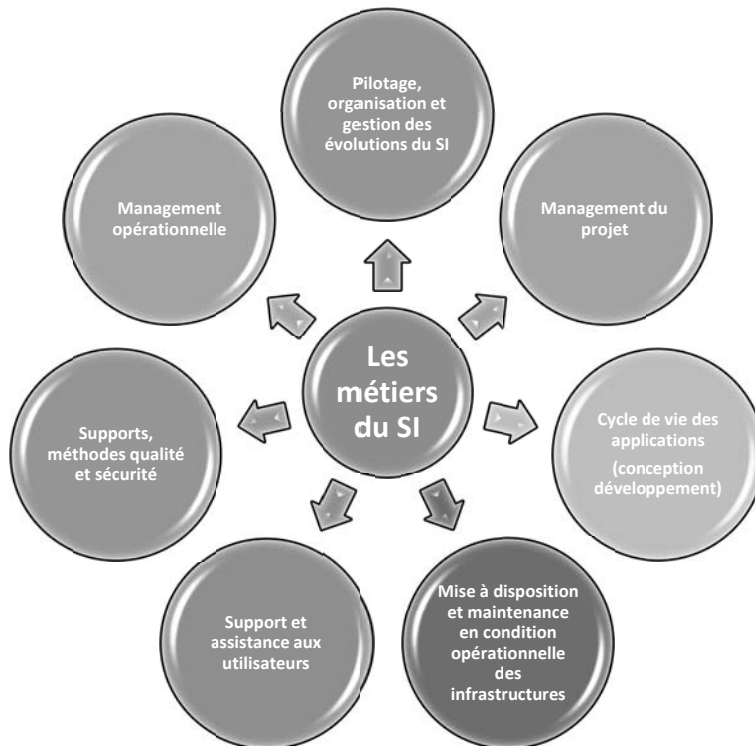 Pilotage,
organisation et
gestion des
évolutions du SI
Management du
projet
Cycle de vie des
applications
(conception
développement)
Mise à disposition
et maintenance
en condition
opérationnelle
des
infrastructures
Support et
assistance aux
utilisateurs
Supports,
méthodes qualité
et sécurité
Management
opérationnelle
Les
métiers
du SI